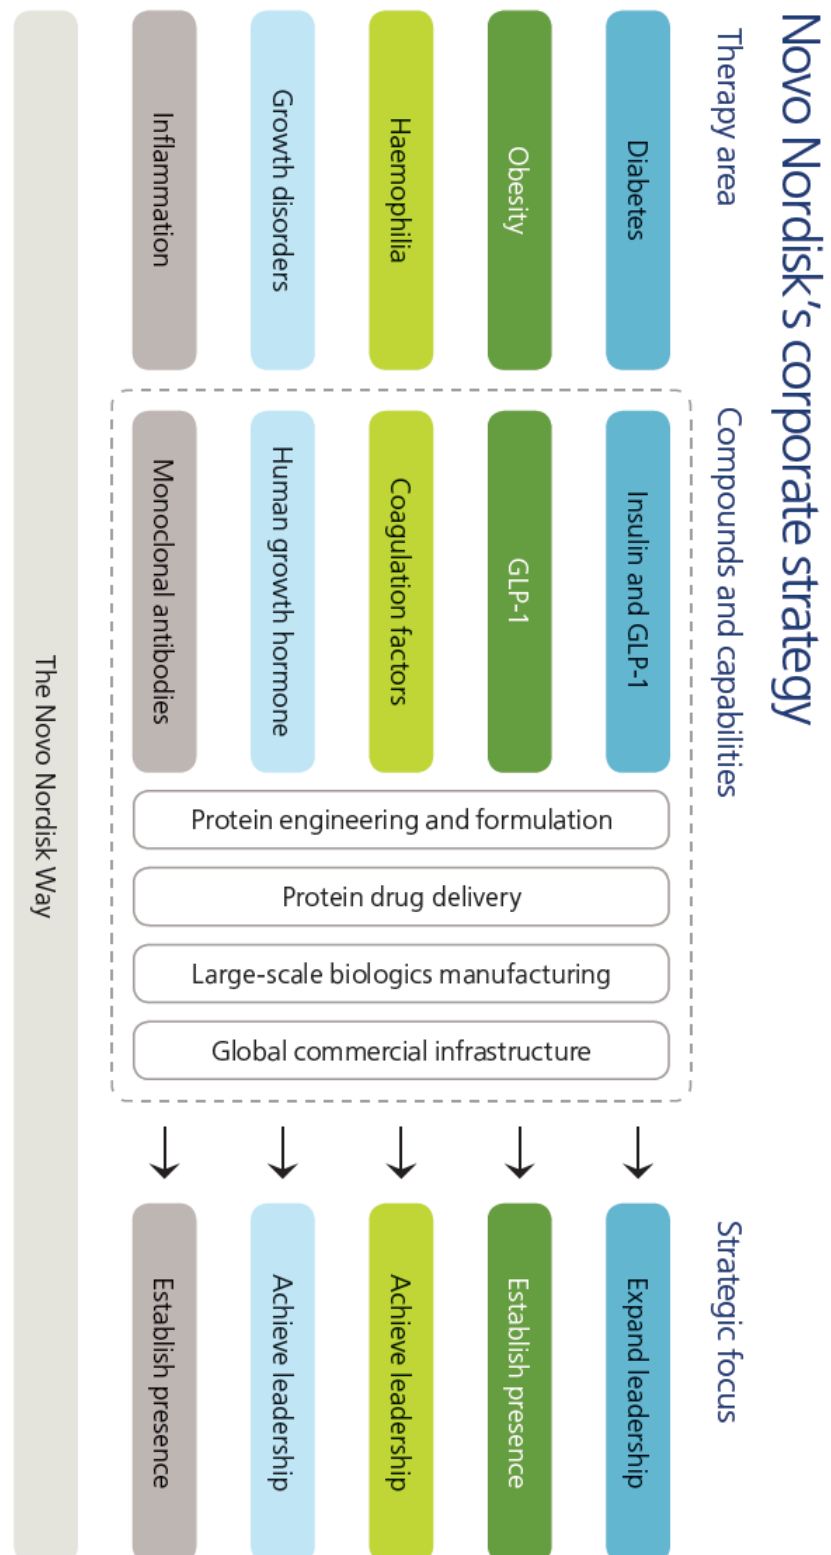 Novo Nordisk's corporate strategy
Therapy area
Compounds and capabilities
Strategic focus
Diabetes
Insulin and GLP-1
Expand leadership
Obesity
GLP-1
Establish presence
Haemophilia
Coagulation factors
Achieve leadership
Growth disorders
Human growth hormone
Achieve leadership
Inflammation
Monoclonal antibodies
Establish presence
Protein engineering and formulation
Protein drug delivery
Large-scale biologics manufacturing
Global commercial infrastructure
The Novo Nordisk Way